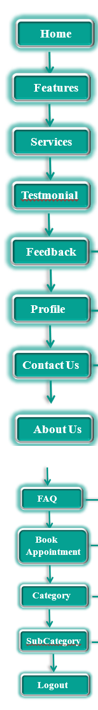 Home
Features
Services
Testmonial
Feedback
Profile
Contact Us
About Us
FAQ
Book
Appointment
Category
SubCategory
Logout